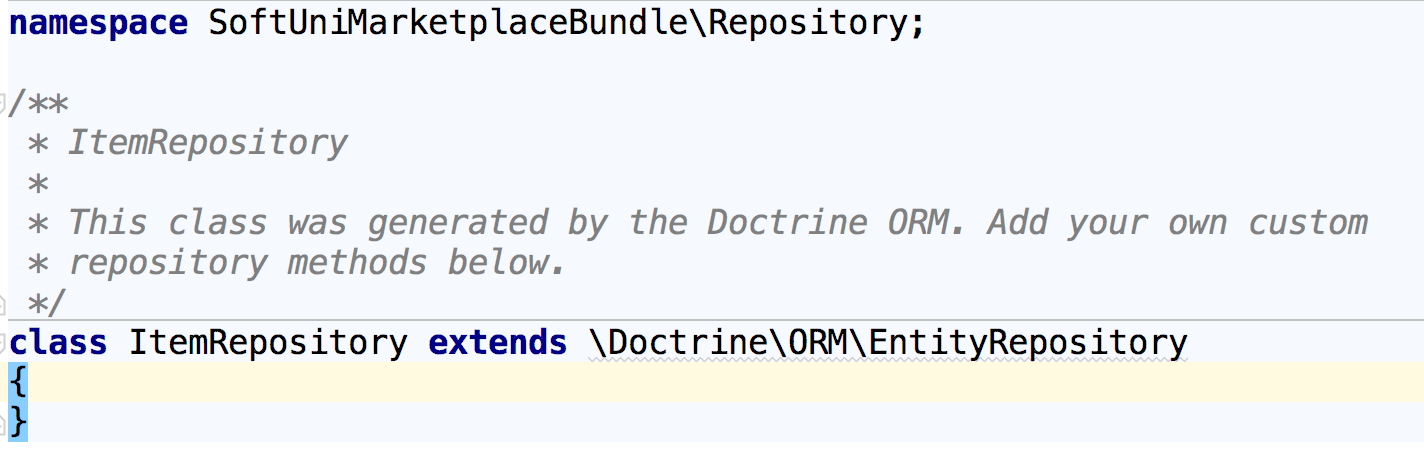 namespace SoftUniMarketplaceBundle\Repository;
/**
 * ItemRepository
 *
 * This class was generated by the Doctrine ORM. Add your own custom
 * repository methods below.
 */
class ItemRepository extends \Doctrine\ORM\EntityRepository
{
}